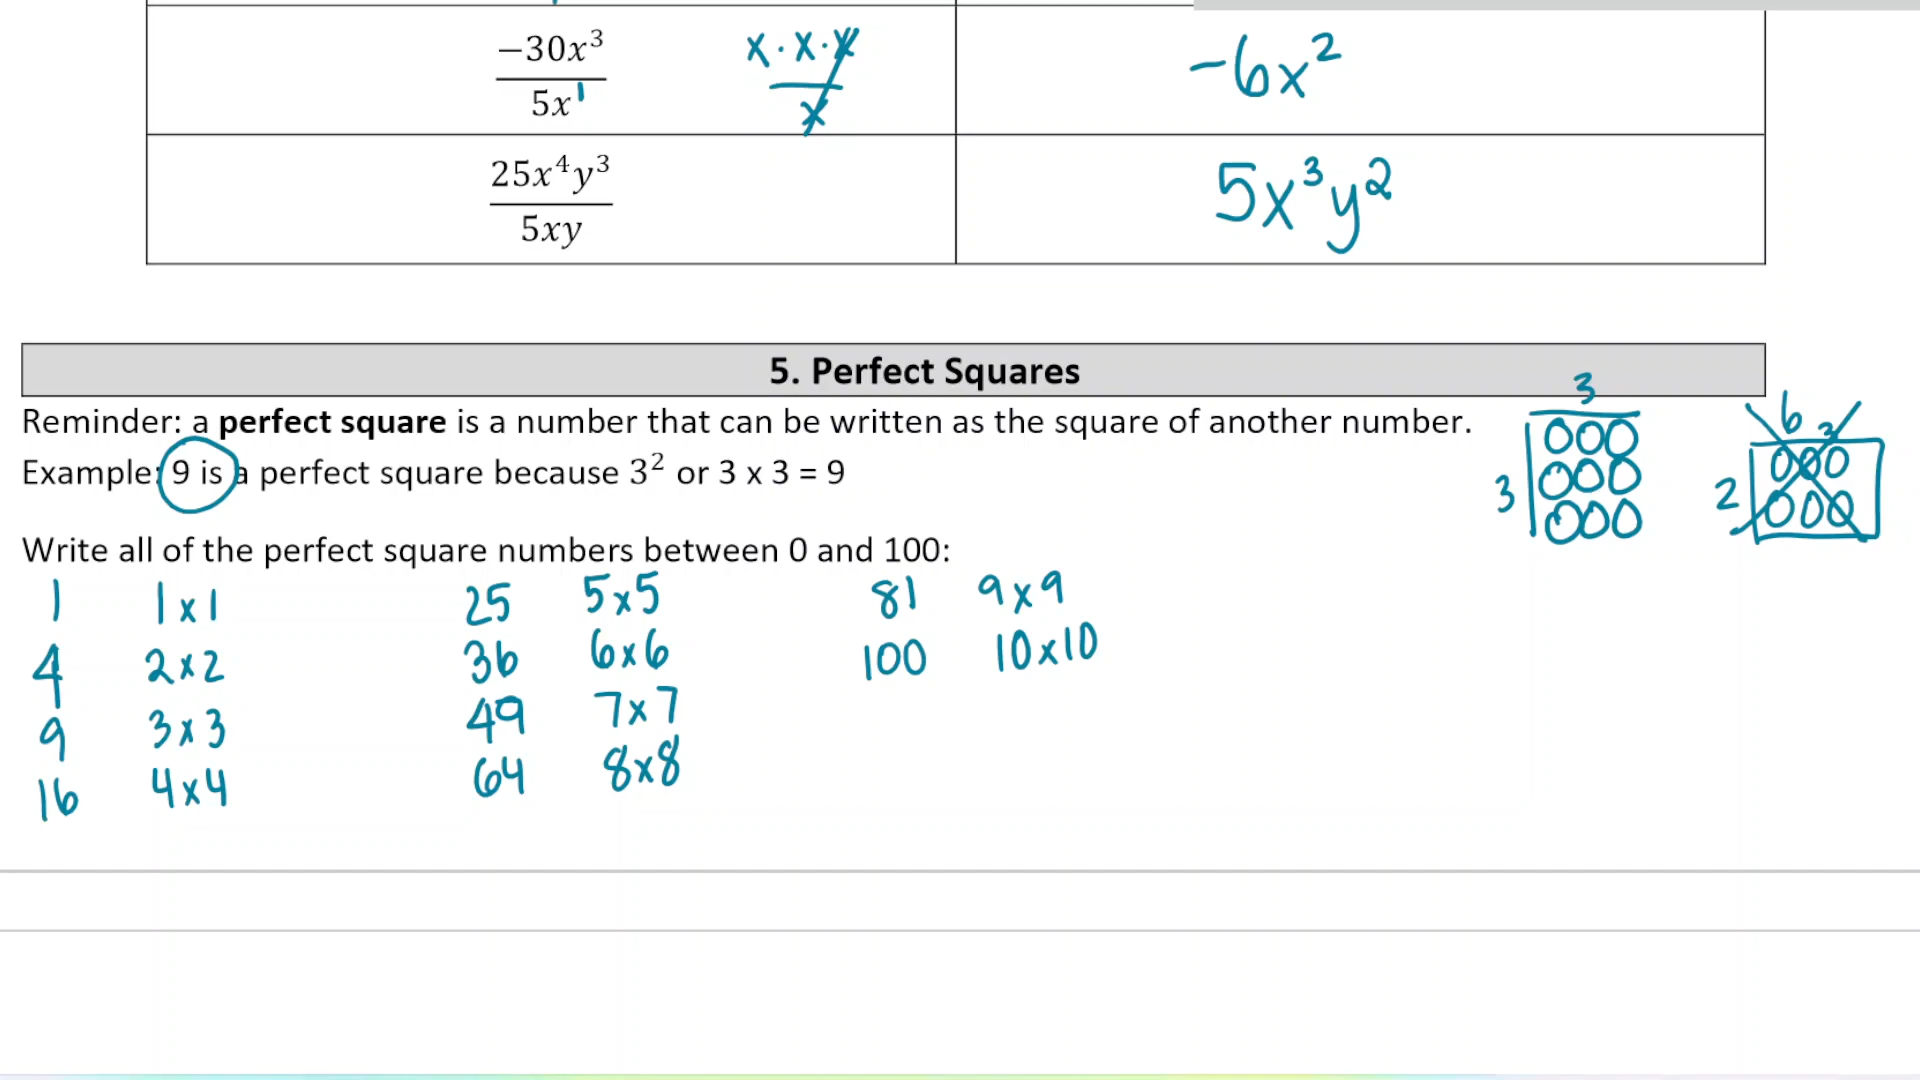 −30x³ / 5x¹ x·x·x / x −6x²
25x⁴y³ / 5xy 5x³y²
5. Perfect Squares
Reminder: a perfect square is a number that can be written as the square of another number.
Example: 9 is a perfect square because 3² or 3 x 3 = 9
3
3
6
3
2
Write all of the perfect square numbers between 0 and 100:
1 1x1 25 5x5 81 9x9
4 2x2 36 6x6 100 10x10
9 3x3 49 7x7
16 4x4 64 8x8